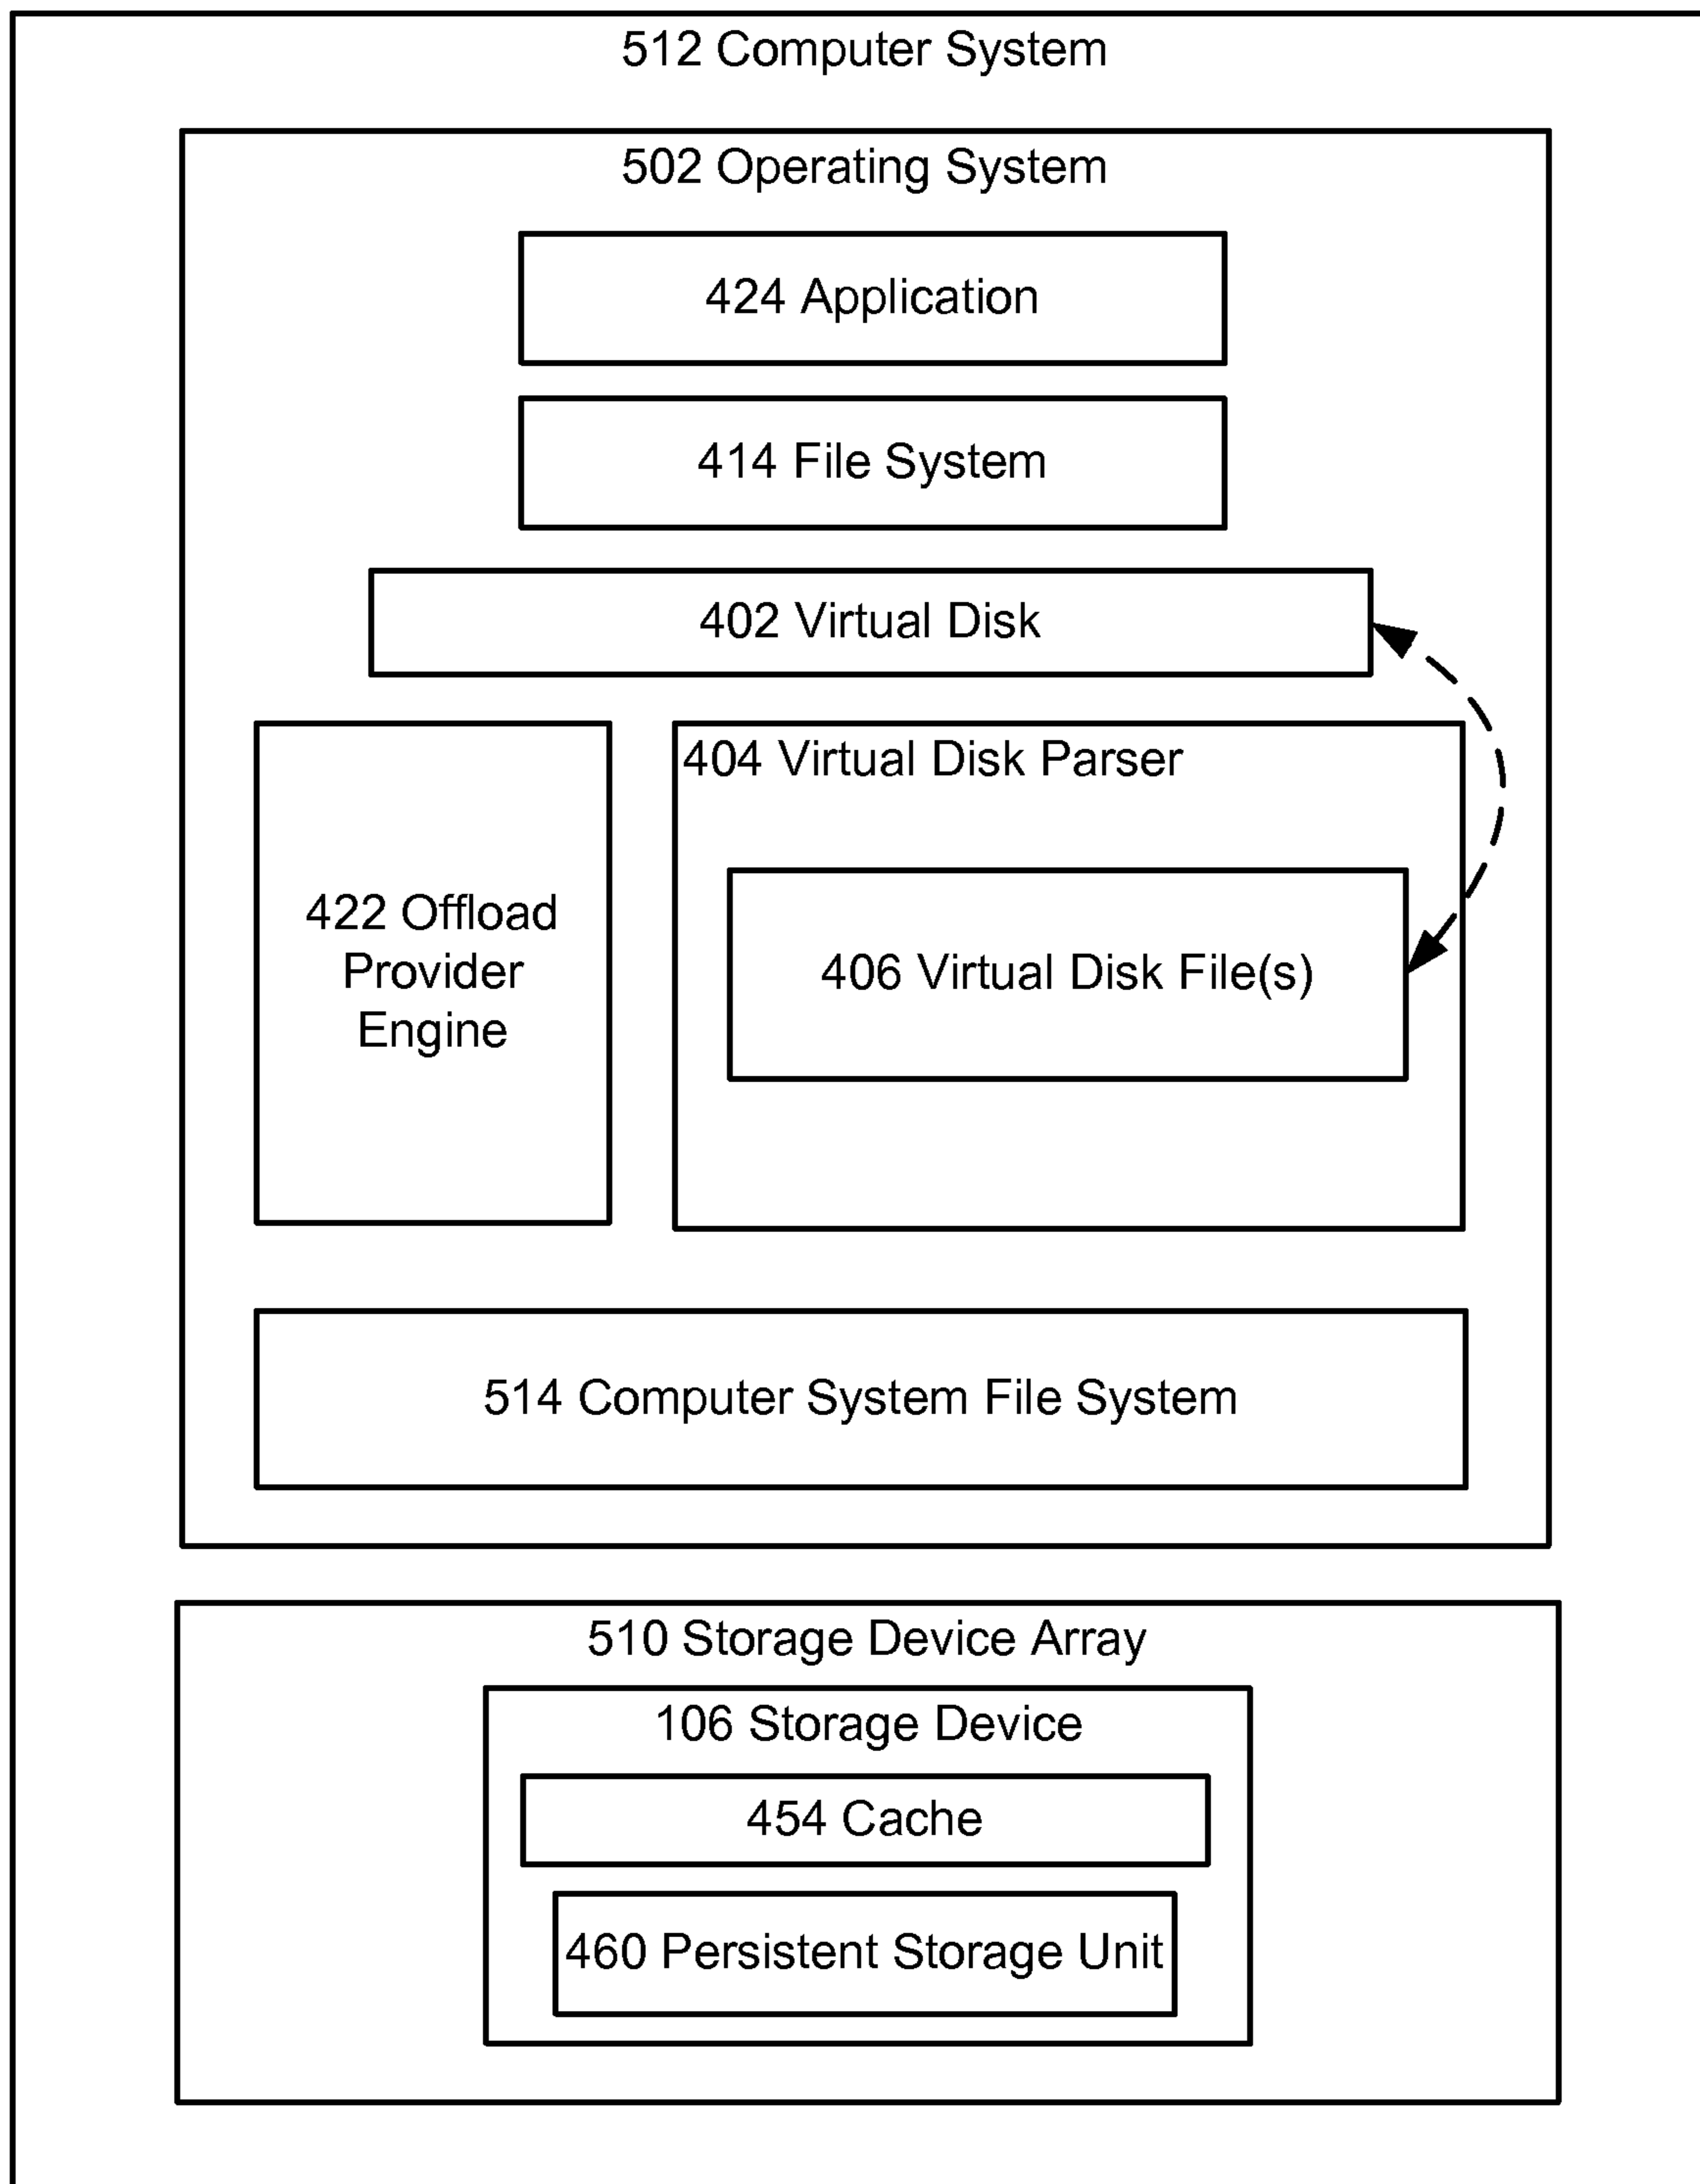 512 Computer System
502 Operating System
424 Application
414 File System
402 Virtual Disk
404 Virtual Disk Parser
422 Offload
Provider
Engine
406 Virtual Disk File(s)
514 Computer System File System
510 Storage Device Array
106 Storage Device
454 Cache
460 Persistent Storage Unit